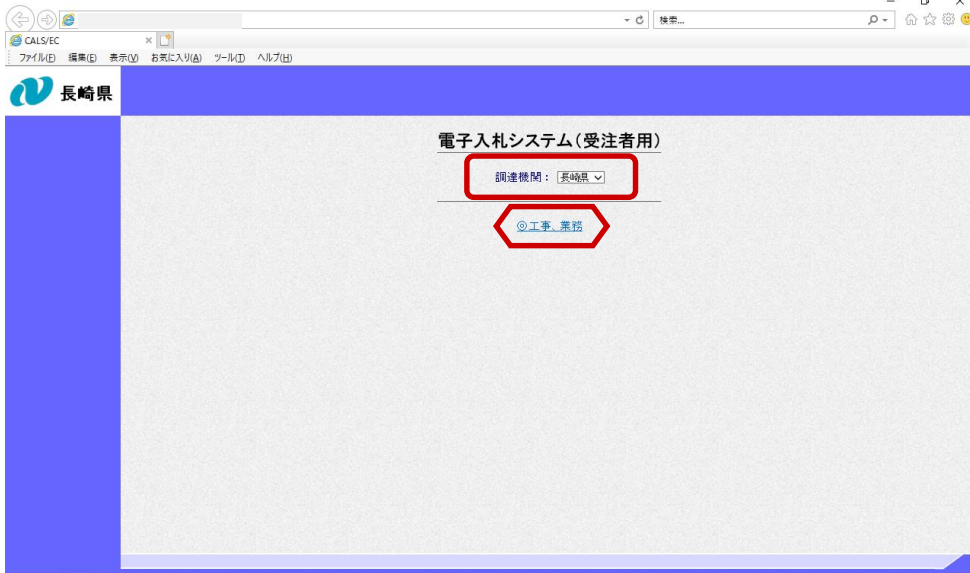 検索...
CALS/EC
ファイル(F) 編集(E) 表示(V) お気に入り(A) ツール(T) ヘルプ(H)
長崎県
電子入札システム(受注者用)
調達機関： 長崎県
◎工事、業務